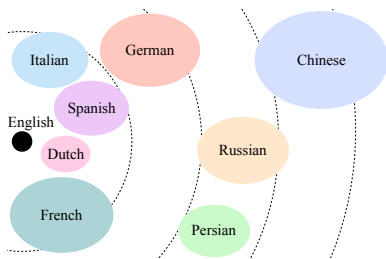 German
Italian
Chinese
Spanish
English
Dutch
Russian
French
Persian